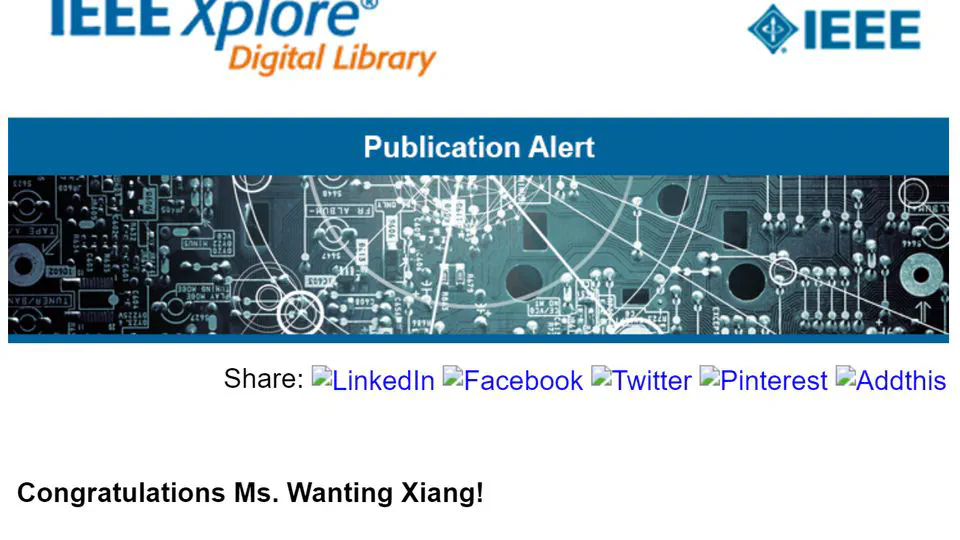 IEEE Xplore®
Digital Library
IEEE
Publication Alert
Share: LinkedIn Facebook Twitter Pinterest Addthis
Congratulations Ms. Wanting Xiang!